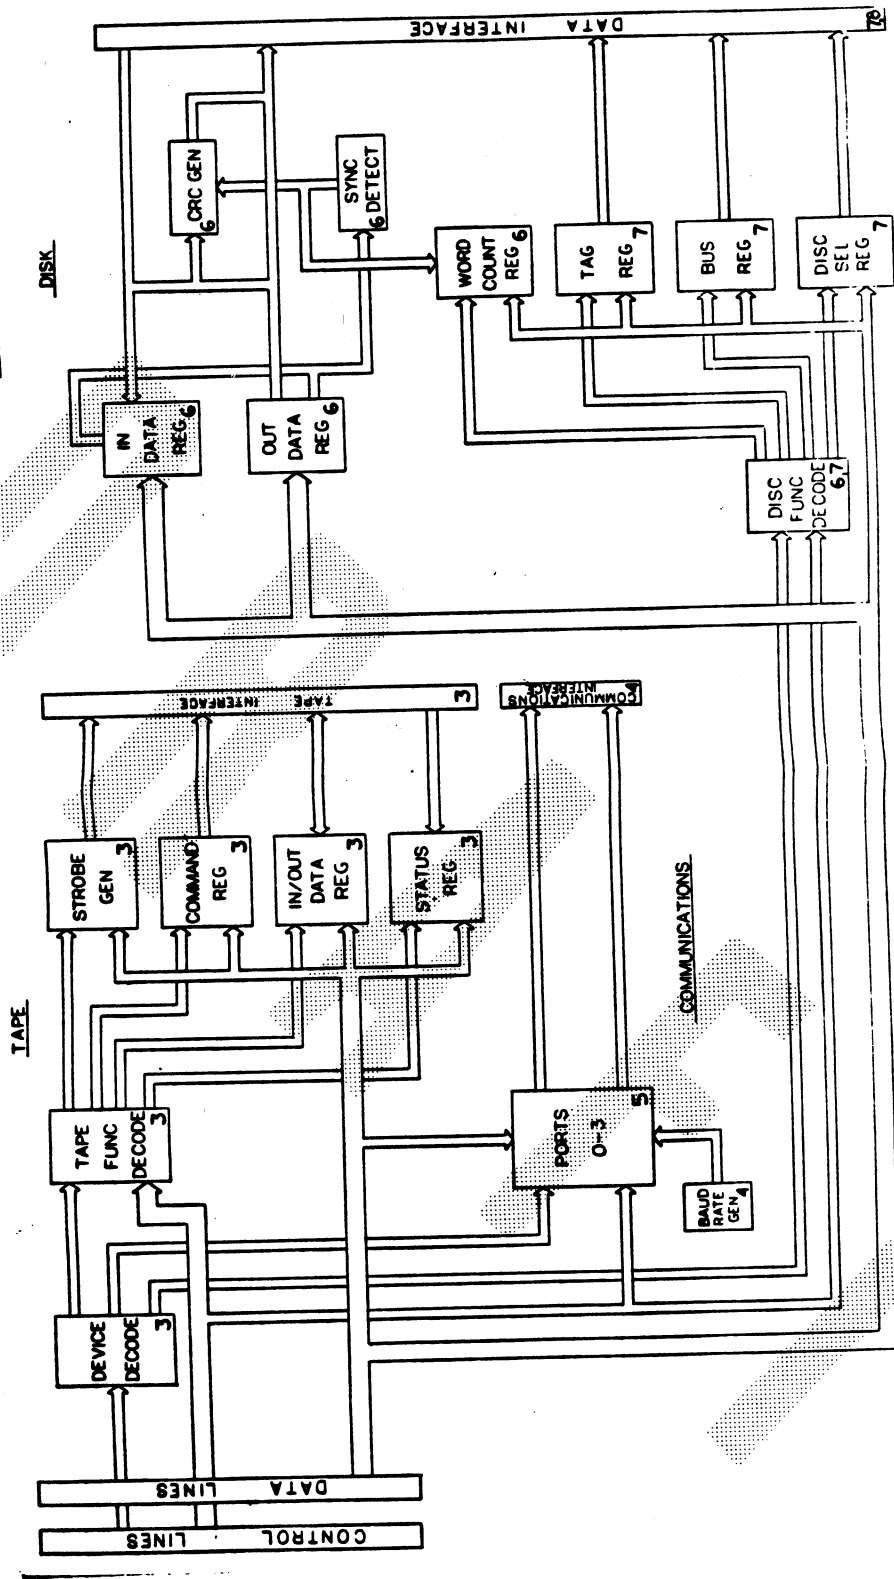 CONTROL LINES
DATA LINES
DEVICE
DECODE
3
TAPE
TAPE
FUNC
DECODE
3
STROBE
GEN
3
COMMAND
REG
3
IN/OUT
DATA
REG
3
STATUS
REG
3
TAPE INTERFACE
3
COMMUNICATIONS
PORTS
0-3
5
BAUD
RATE
GEN
4
COMMUNICATIONS
INTERFACE
4
DISK
IN
DATA
REG
6
OUT
DATA
REG
6
CRC GEN
6
SYNC
DETECT
6
WORD
COUNT
REG
6
TAG
REG
7
BUS
REG
7
DISC
SEL
REG
7
DISC
FUNC
DECODE
6,7
DATA INTERFACE
7,8